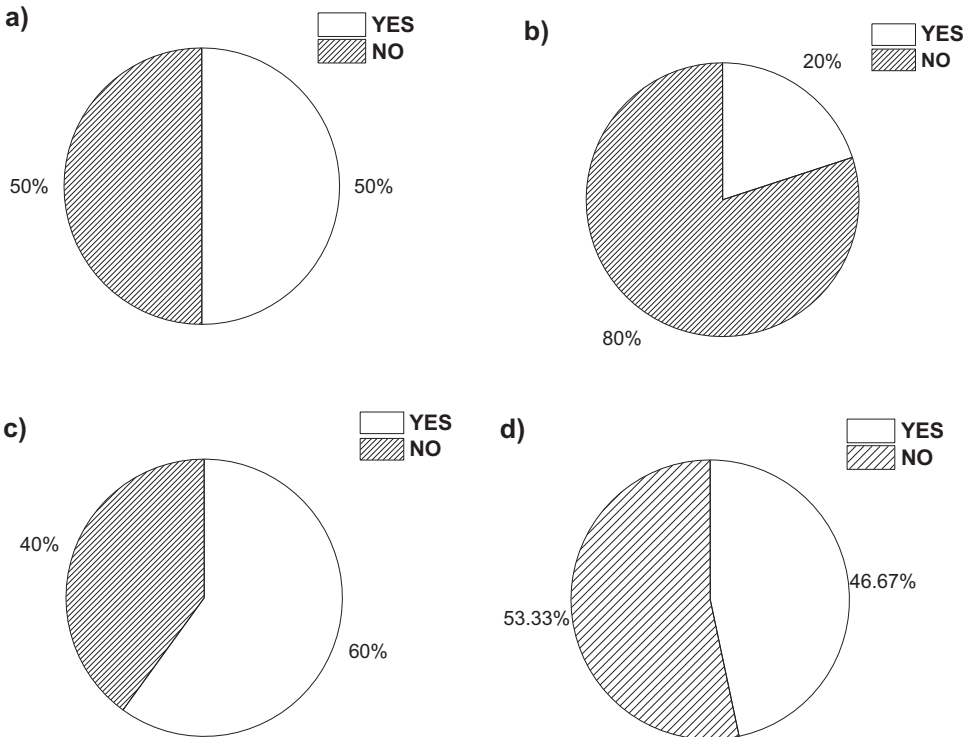 a)
YES
NO
50%
50%
b)
YES
NO
20%
80%
c)
YES
NO
40%
60%
d)
YES
NO
46.67%
53.33%